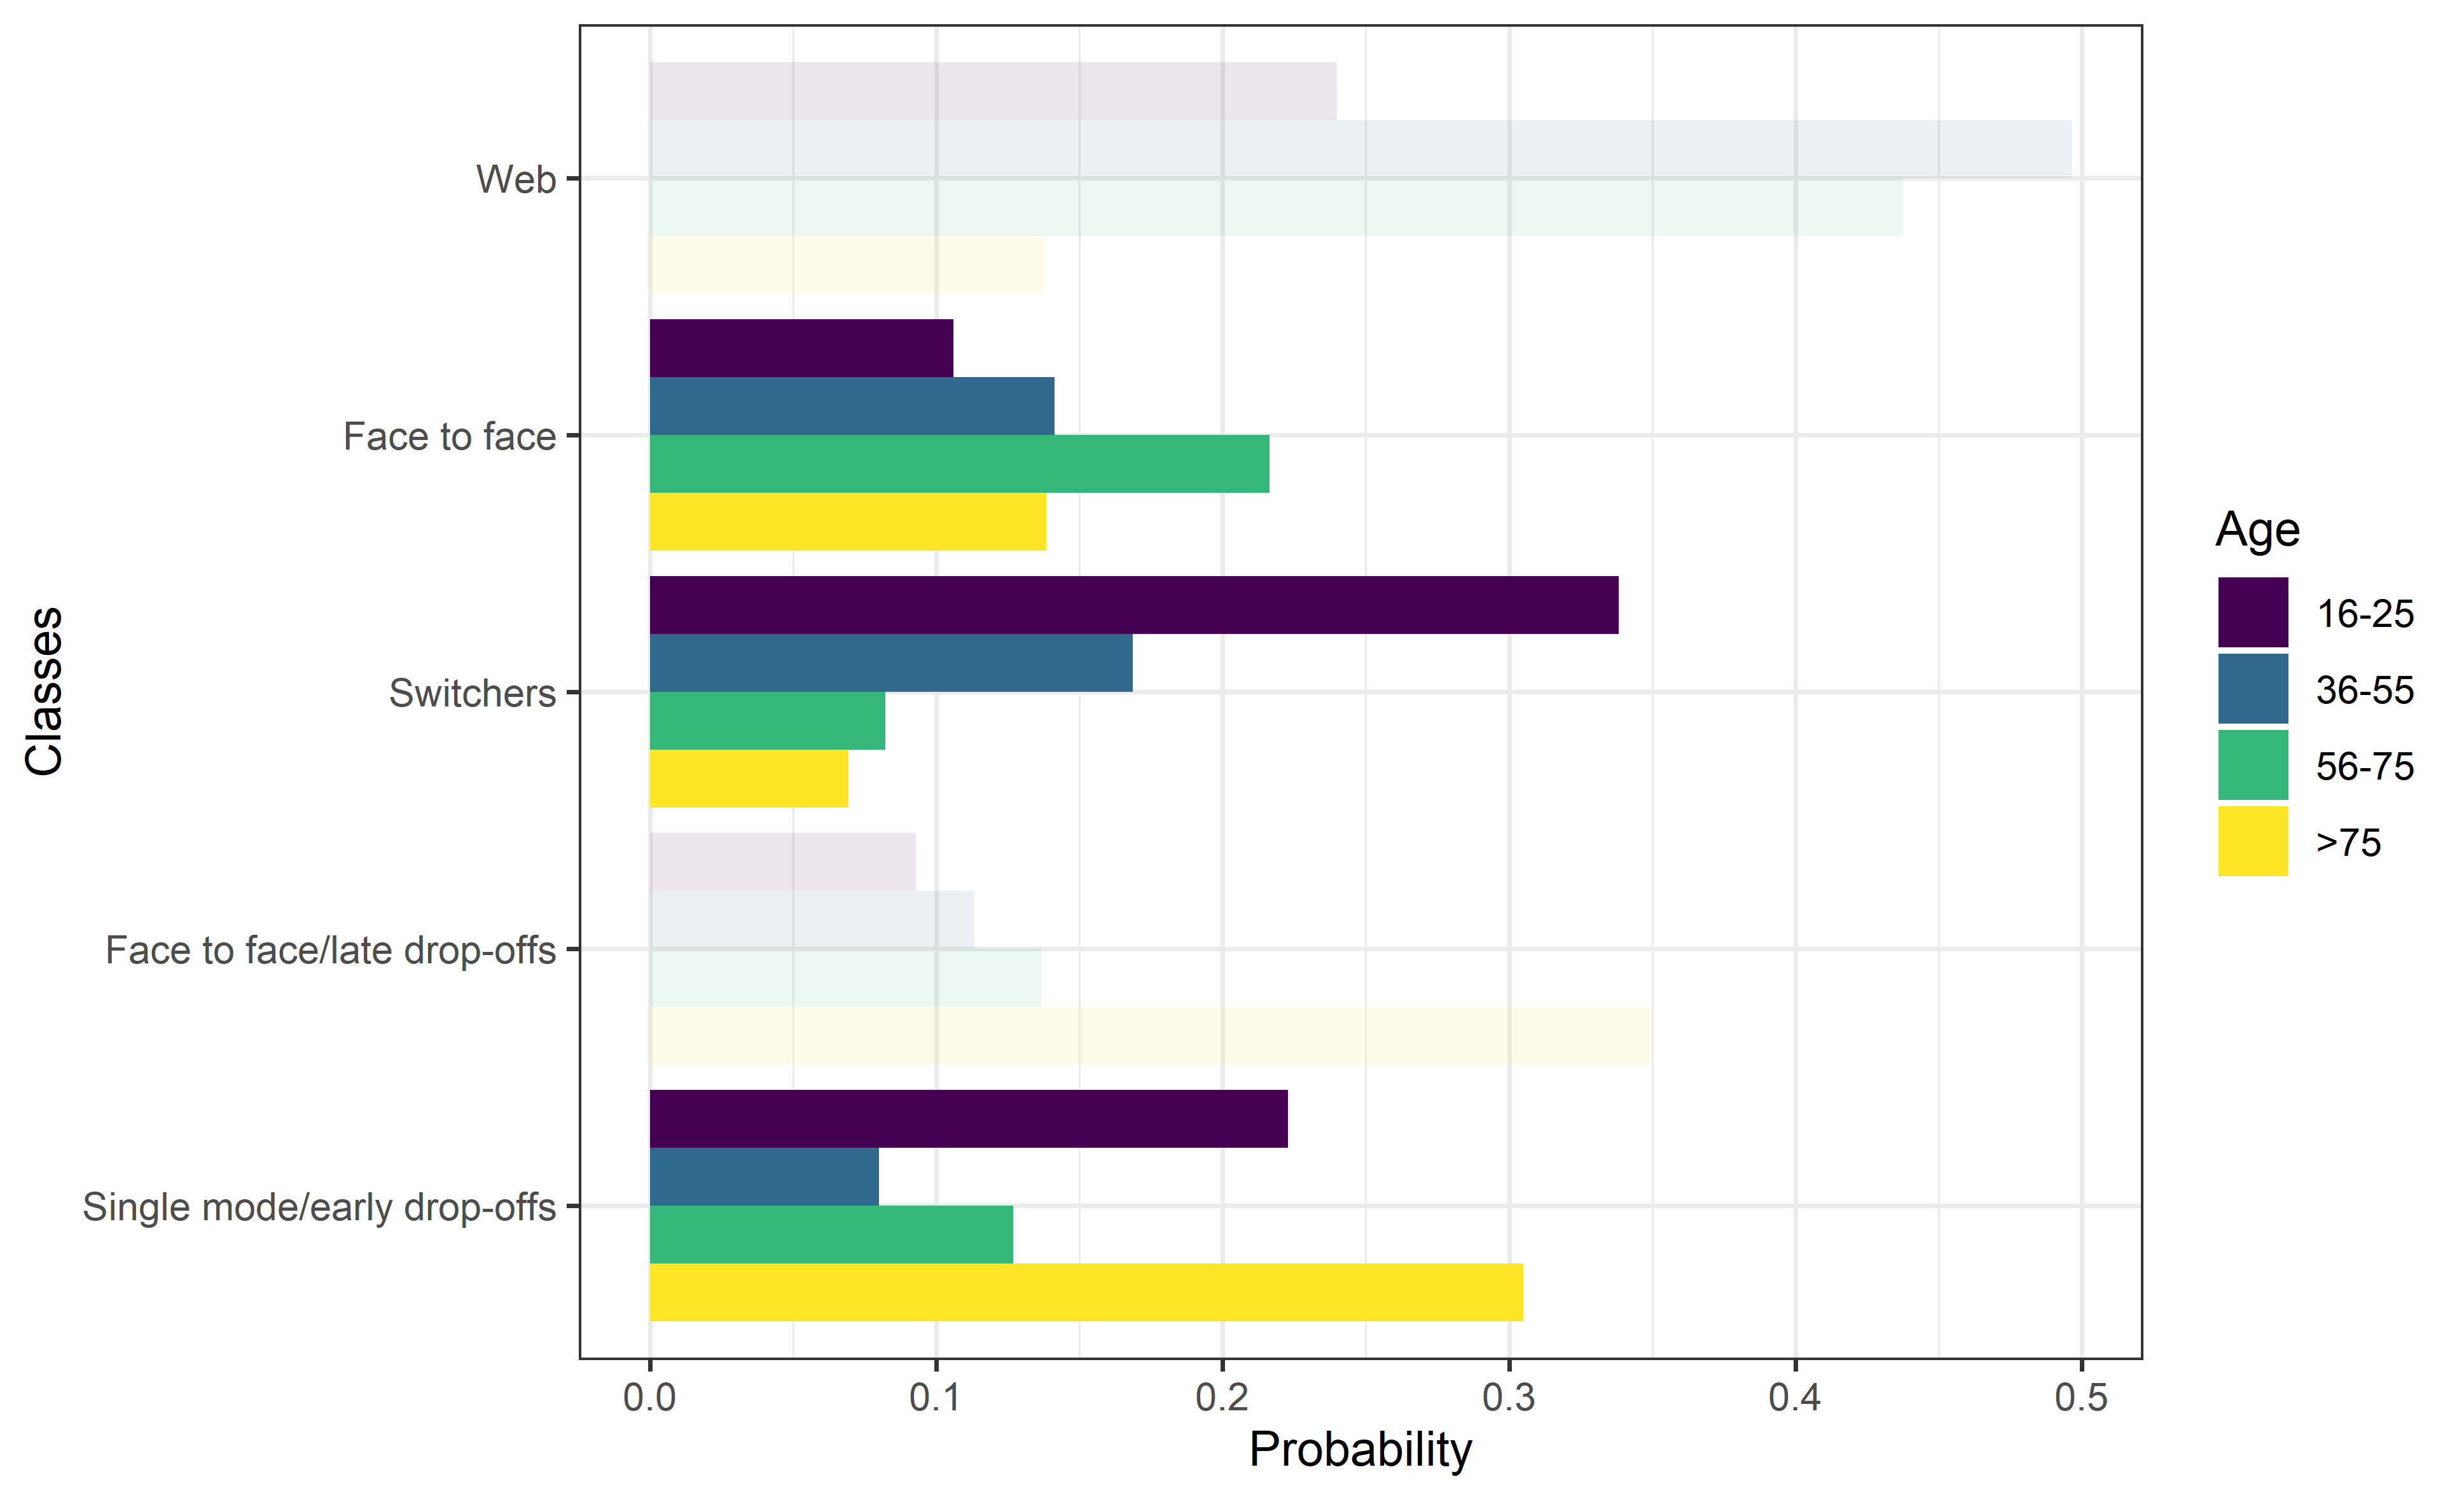 Classes
Web
Face to face
Switchers
Face to face/late drop-offs
Single mode/early drop-offs
0.0 0.1 0.2 0.3 0.4 0.5
Probability
Age
16-25
36-55
56-75
>75